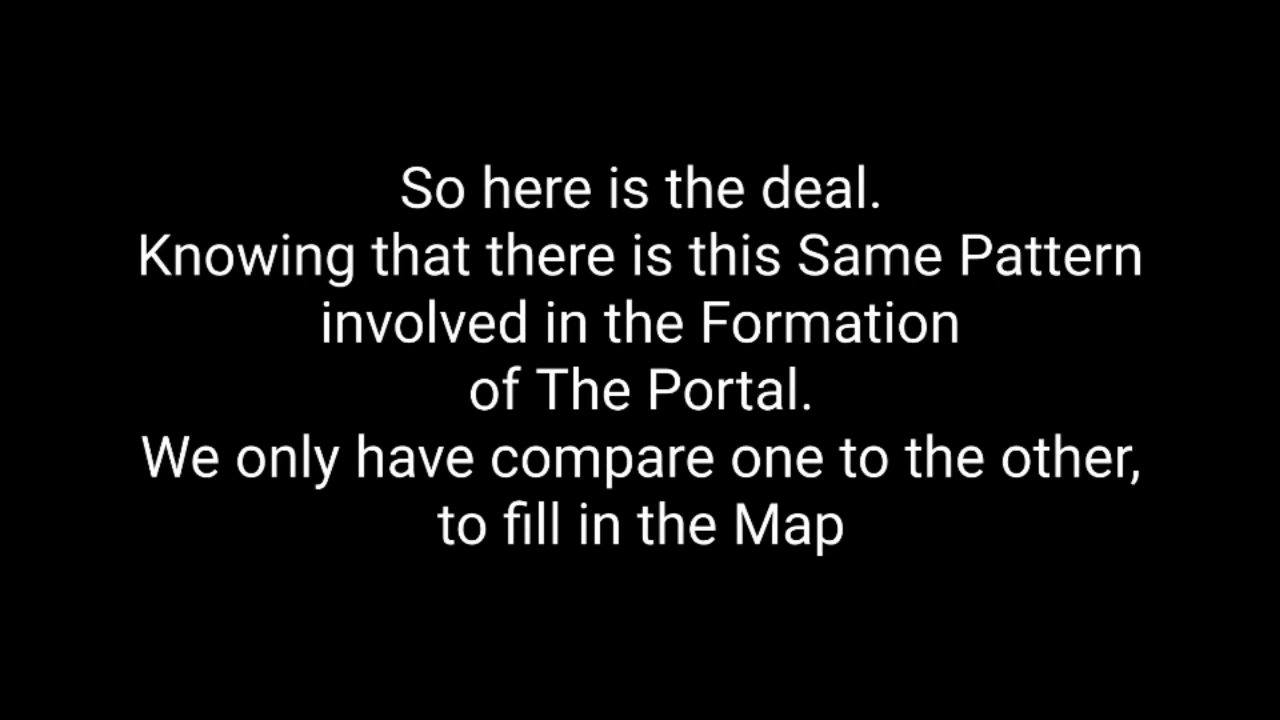 So here is the deal.
Knowing that there is this Same Pattern
involved in the Formation
of The Portal.
We only have compare one to the other,
to fill in the Map